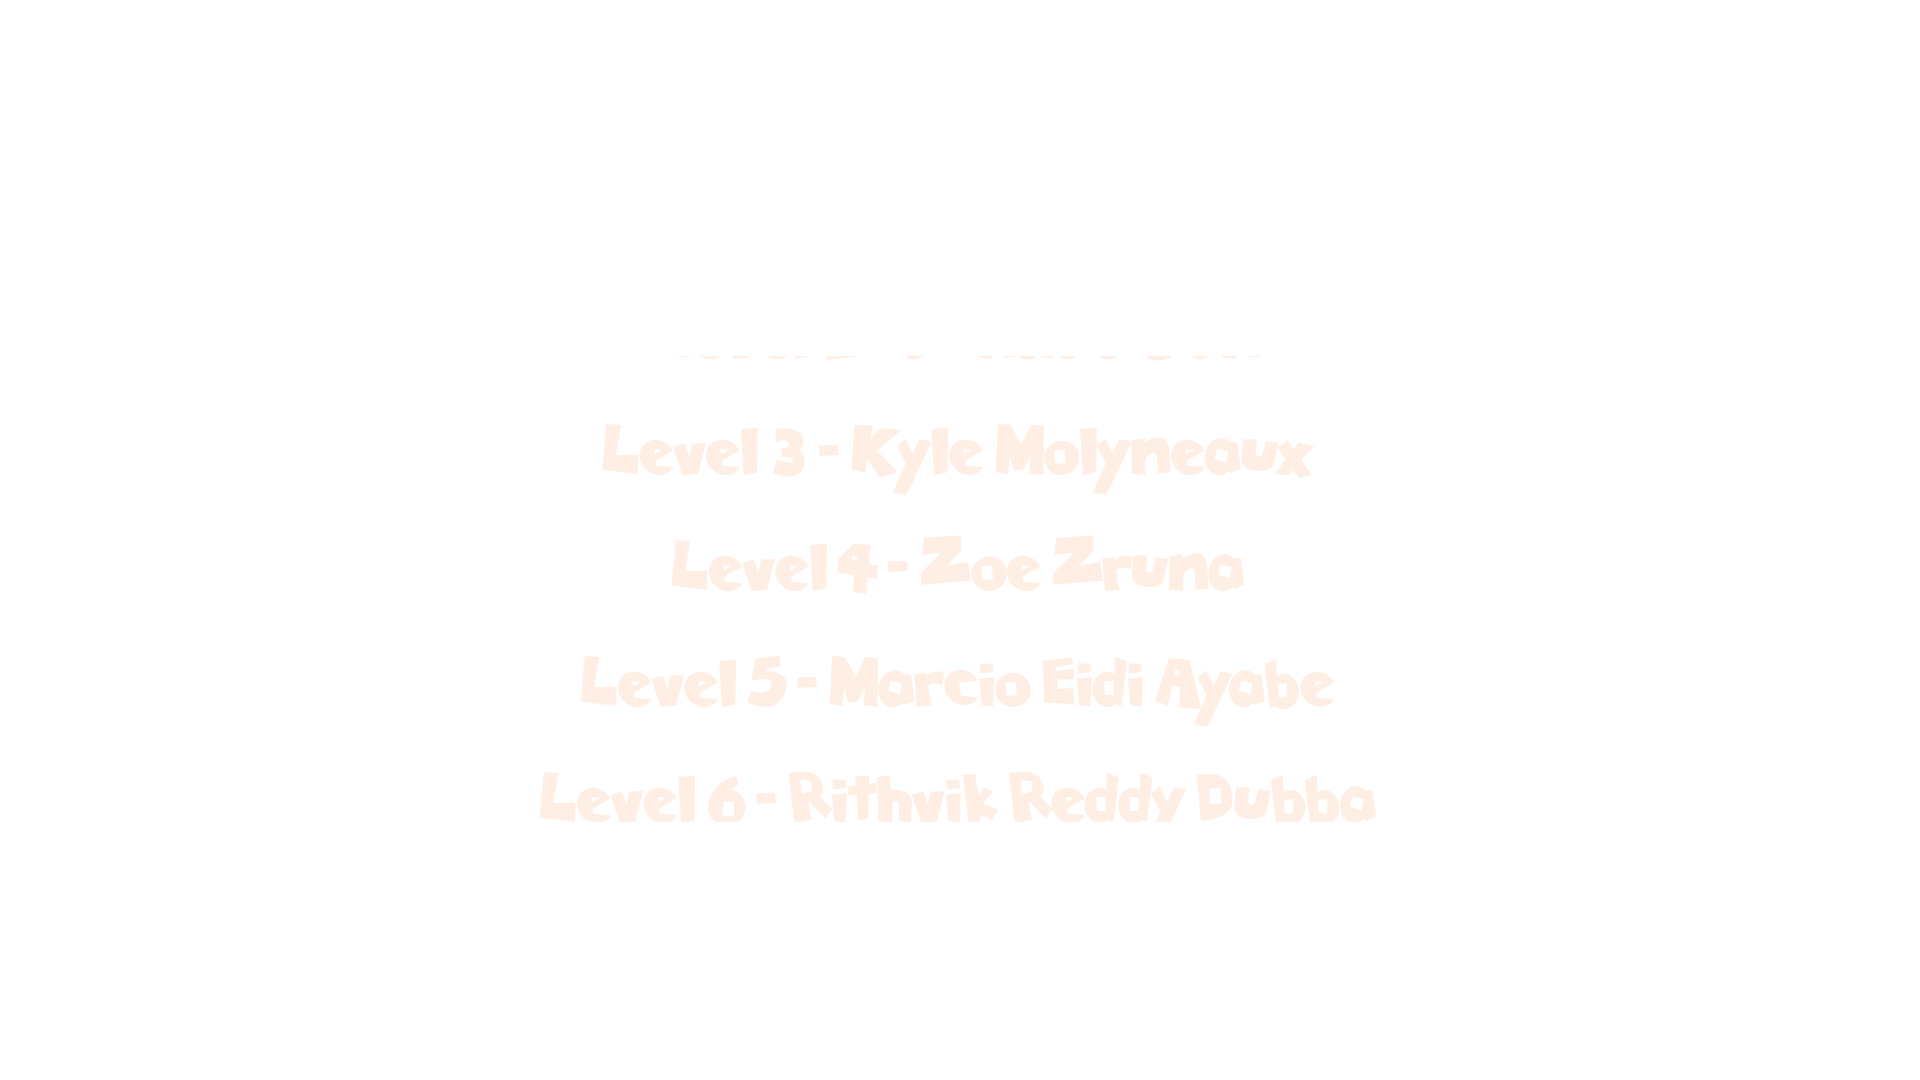 Level 3 - Kyle Molyneaux
Level 4 - Zoe Zruna
Level 5 - Marcio Eidi Ayabe
Level 6 - Rithvik Reddy Dubba